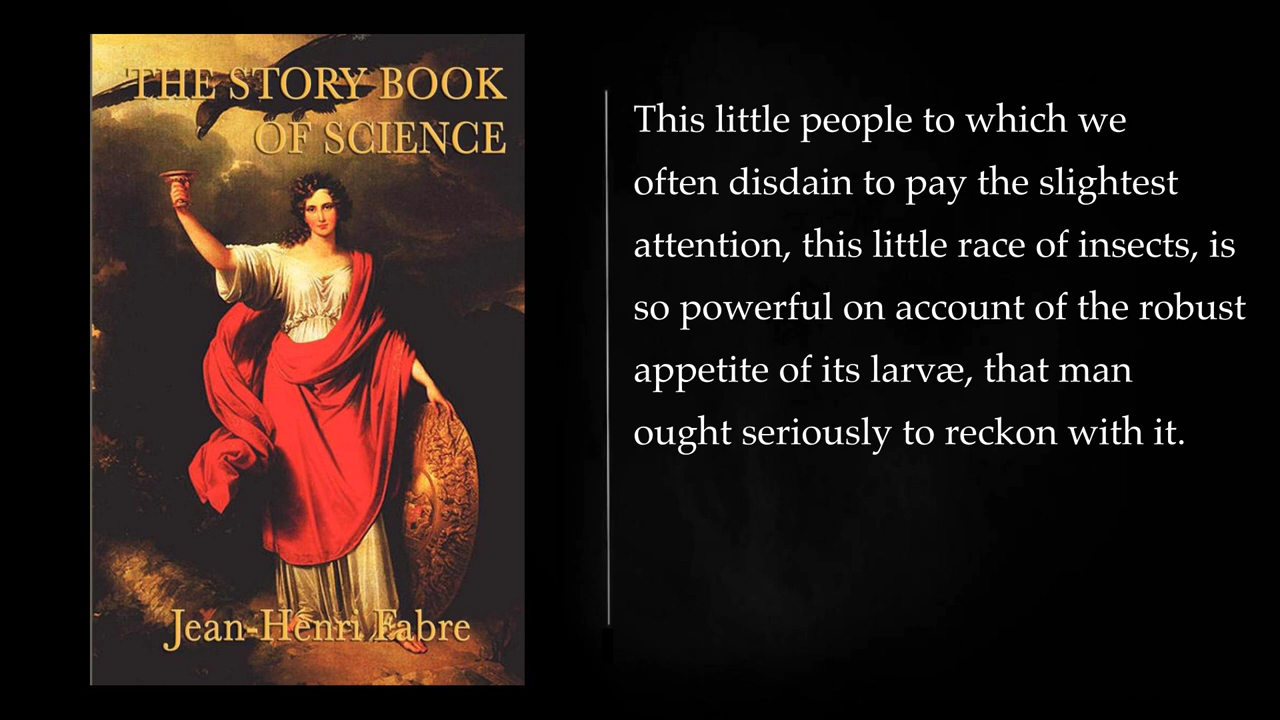 THE STORY BOOK
OF SCIENCE
Jean-Henri Fabre
This little people to which we
often disdain to pay the slightest
attention, this little race of insects, is
so powerful on account of the robust
appetite of its larvæ, that man
ought seriously to reckon with it.